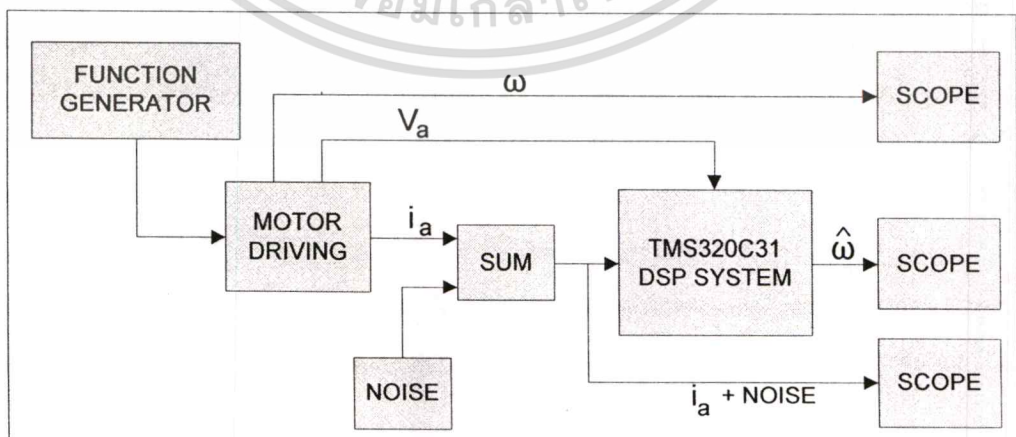 FUNCTION
GENERATOR
ω
SCOPE
Vₐ
MOTOR
DRIVING
iₐ
SUM
TMS320C31
DSP SYSTEM
ω̂
SCOPE
NOISE
iₐ + NOISE
SCOPE